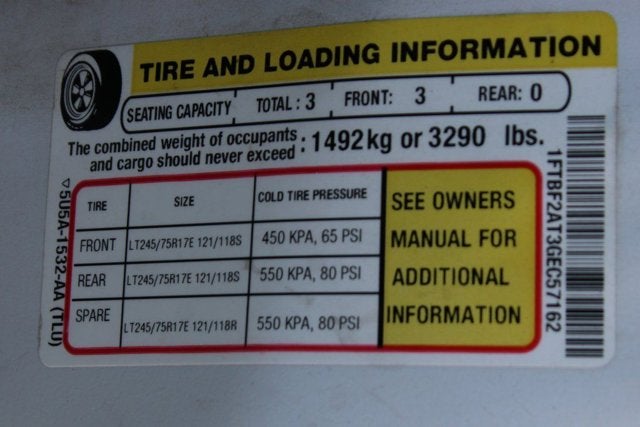 TIRE AND LOADING INFORMATION
SEATING CAPACITY TOTAL : 3 FRONT: 3 REAR: 0
The combined weight of occupants
and cargo should never exceed : 1492kg or 3290 lbs.
TIRE SIZE COLD TIRE PRESSURE
FRONT LT245/75R17E 121/118S 450 KPA, 65 PSI
REAR LT245/75R17E 121/118S 550 KPA, 80 PSI
SPARE LT245/75R17E 121/118R 550 KPA, 80 PSI
SEE OWNERS
MANUAL FOR
ADDITIONAL
INFORMATION
▽5U5A-1532-AA (TLU)
1FTBF2AT3GEC57162